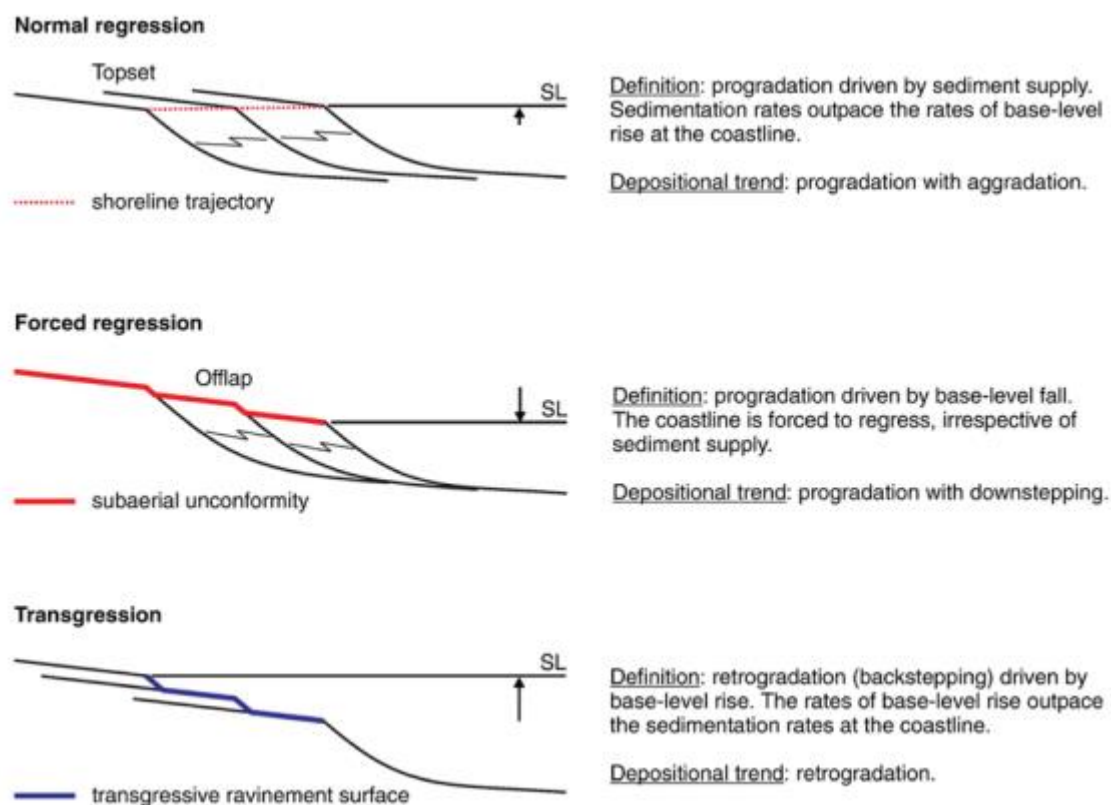 Normal regression
Topset
SL
shoreline trajectory
Definition: progradation driven by sediment supply.
Sedimentation rates outpace the rates of base-level
rise at the coastline.
Depositional trend: progradation with aggradation.
Forced regression
Offlap
SL
subaerial unconformity
Definition: progradation driven by base-level fall.
The coastline is forced to regress, irrespective of
sediment supply.
Depositional trend: progradation with downstepping.
Transgression
SL
transgressive ravinement surface
Definition: retrogradation (backstepping) driven by
base-level rise. The rates of base-level rise outpace
the sedimentation rates at the coastline.
Depositional trend: retrogradation.